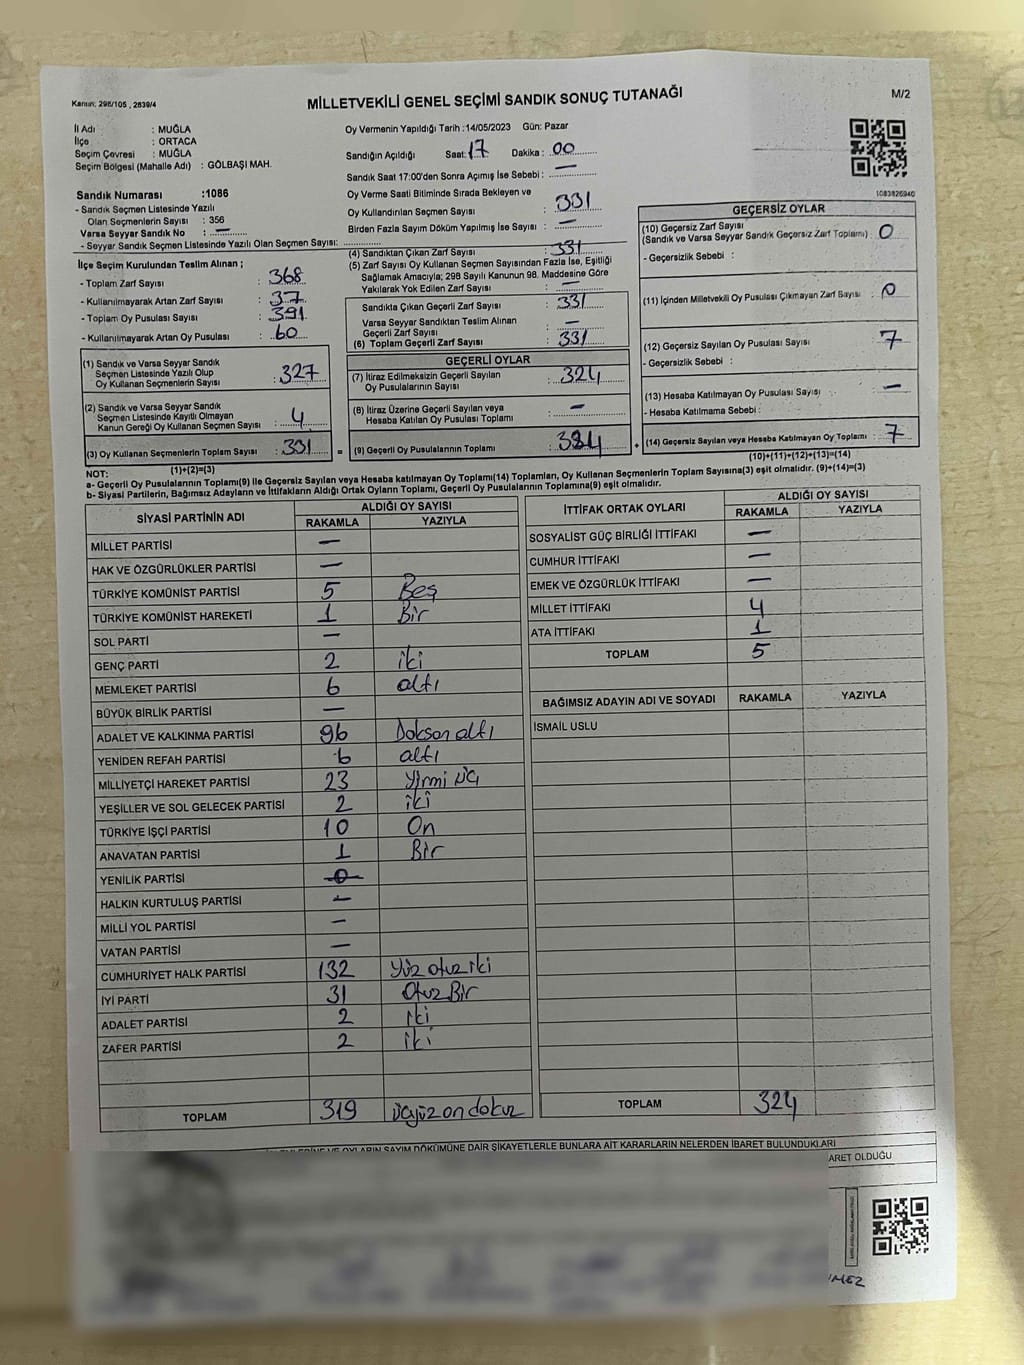 Kanun: 298/105 , 2839/4
MİLLETVEKİLİ GENEL SEÇİMİ SANDIK SONUÇ TUTANAĞI
M/2
İl Adı : MUĞLA
İlçe : ORTACA
Seçim Çevresi : MUĞLA
Seçim Bölgesi (Mahalle Adı) : GÖLBAŞI MAH.
Oy Vermenin Yapıldığı Tarih :14/05/2023 Gün: Pazar
Sandığın Açıldığı Saat: 17 Dakika : 00
Sandık Saat 17:00'den Sonra Açımış İse Sebebi : —
Oy Verme Saati Bitiminde Sırada Bekleyen ve
Oy Kullandırılan Seçmen Sayısı : 331
Birden Fazla Sayım Döküm Yapılmış İse Sayısı : —
1083826940
Sandık Numarası :1086
- Sandık Seçmen Listesinde Yazılı
Olan Seçmenlerin Sayısı : 356
Varsa Seyyar Sandık No : —
- Seyyar Sandık Seçmen Listesinde Yazılı Olan Seçmen Sayısı:
İlçe Seçim Kurulundan Teslim Alınan ;
- Toplam Zarf Sayısı : 368
- Kullanılmayarak Artan Zarf Sayısı : 37
- Toplam Oy Pusulası Sayısı : 391
- Kullanılmayarak Artan Oy Pusulası : 60
(1) Sandık ve Varsa Seyyar Sandık
Seçmen Listesinde Yazılı Olup
Oy Kullanan Seçmenlerin Sayısı : 327
(2) Sandık ve Varsa Seyyar Sandık
Seçmen Listesinde Kayıtlı Olmayan
Kanun Gereği Oy Kullanan Seçmen Sayısı : 4
(3) Oy Kullanan Seçmenlerin Toplam Sayısı : 331
(1)+(2)=(3)
(4) Sandıktan Çıkan Zarf Sayısı : 331
(5) Zarf Sayısı Oy Kullanan Seçmen Sayısından Fazla İse, Eşitliği
Sağlamak Amacıyla; 298 Sayılı Kanunun 98. Maddesine Göre
Yakılarak Yok Edilen Zarf Sayısı : —
Sandıkta Çıkan Geçerli Zarf Sayısı : 331
Varsa Seyyar Sandıktan Teslim Alınan
Geçerli Zarf Sayısı : —
(6) Toplam Geçerli Zarf Sayısı : 331
GEÇERLİ OYLAR
(7) İtiraz Edilmeksizin Geçerli Sayılan
Oy Pusulalarının Sayısı : 324
(8) İtiraz Üzerine Geçerli Sayılan veya
Hesaba Katılan Oy Pusulası Toplamı : —
(9) Geçerli Oy Pusulalarının Toplamı : 324
GEÇERSİZ OYLAR
(10) Geçersiz Zarf Sayısı
(Sandık ve Varsa Seyyar Sandık Geçersiz Zarf Toplamı) : 0
- Geçersizlik Sebebi :
(11) İçinden Milletvekili Oy Pusulası Çıkmayan Zarf Sayısı : 0
(12) Geçersiz Sayılan Oy Pusulası Sayısı : 7
- Geçersizlik Sebebi :
(13) Hesaba Katılmayan Oy Pusulası Sayısı : —
- Hesaba Katılmama Sebebi :
+ (14) Geçersiz Sayılan veya Hesaba Katılmayan Oy Toplamı : 7
(10)+(11)+(12)+(13)=(14)
NOT:
a- Geçerli Oy Pusulalarının Toplamı(9) ile Geçersiz Sayılan veya Hesaba katılmayan Oy Toplamı(14) Toplamları, Oy Kullanan Seçmenlerin Toplam Sayısına(3) eşit olmalıdır. (9)+(14)=(3)
b- Siyasi Partilerin, Bağımsız Adayların ve İttifakların Aldığı Ortak Oyların Toplamı, Geçerli Oy Pusulalarının Toplamına(9) eşit olmalıdır.
SİYASİ PARTİNİN ADI
ALDIĞI OY SAYISI
RAKAMLA YAZIYLA
MİLLET PARTİSİ —
HAK VE ÖZGÜRLÜKLER PARTİSİ —
TÜRKİYE KOMÜNİST PARTİSİ 5 Beş
TÜRKİYE KOMÜNİST HAREKETİ 1 Bir
SOL PARTİ —
GENÇ PARTİ 2 iki
MEMLEKET PARTİSİ 6 altı
BÜYÜK BİRLİK PARTİSİ —
ADALET VE KALKINMA PARTİSİ 96 Doksan altı
YENİDEN REFAH PARTİSİ 6 altı
MİLLİYETÇİ HAREKET PARTİSİ 23 Yirmi üç
YEŞİLLER VE SOL GELECEK PARTİSİ 2 iki
TÜRKİYE İŞÇİ PARTİSİ 10 On
ANAVATAN PARTİSİ 1 Bir
YENİLİK PARTİSİ 0
HALKIN KURTULUŞ PARTİSİ —
MİLLİ YOL PARTİSİ —
VATAN PARTİSİ —
CUMHURİYET HALK PARTİSİ 132 Yüz otuz iki
İYİ PARTİ 31 Otuz Bir
ADALET PARTİSİ 2 iki
ZAFER PARTİSİ 2 iki
TOPLAM 319 üçyüz on dokuz
İTTİFAK ORTAK OYLARI
ALDIĞI OY SAYISI
RAKAMLA YAZIYLA
SOSYALİST GÜÇ BİRLİĞİ İTTİFAKI —
CUMHUR İTTİFAKI —
EMEK VE ÖZGÜRLÜK İTTİFAKI —
MİLLET İTTİFAKI 4
ATA İTTİFAKI 1
TOPLAM 5
BAĞIMSIZ ADAYIN ADI VE SOYADI RAKAMLA YAZIYLA
İSMAİL USLU
TOPLAM 324
OYLARIN SAYIM DÖKÜMÜNE DAİR ŞİKAYETLERLE BUNLARA AİT KARARLARIN NELERDEN İBARET BULUNDUKLARI
ARET OLDUĞU